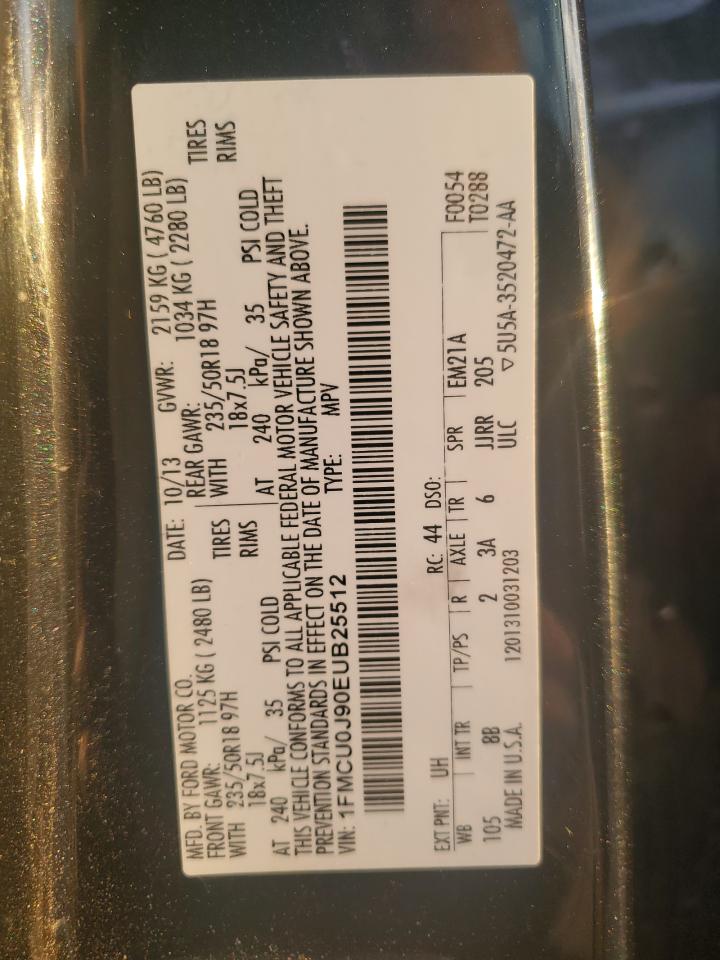 MFD. BY FORD MOTOR CO.
DATE: 10/13 GVWR: 2159 KG ( 4760 LB)
FRONT GAWR: 1125 KG ( 2480 LB) REAR GAWR: 1034 KG ( 2280 LB)
WITH 235/50R18 97H TIRES WITH 235/50R18 97H TIRES
18x7.5J RIMS 18x7.5J RIMS
AT 240 kPa/ 35 PSI COLD AT 240 kPa/ 35 PSI COLD
THIS VEHICLE CONFORMS TO ALL APPLICABLE FEDERAL MOTOR VEHICLE SAFETY AND THEFT
PREVENTION STANDARDS IN EFFECT ON THE DATE OF MANUFACTURE SHOWN ABOVE.
VIN: 1FMCU0J90EUB25512 TYPE: MPV
EXT PNT: UH RC: 44 DSO: F0054
WB INT TR TP/PS R AXLE TR SPR EM21A T0288
105 8B 2 3A 6 JJRR 205
MADE IN U.S.A. 1201310031203 ULC ▽5U5A-3520472-AA